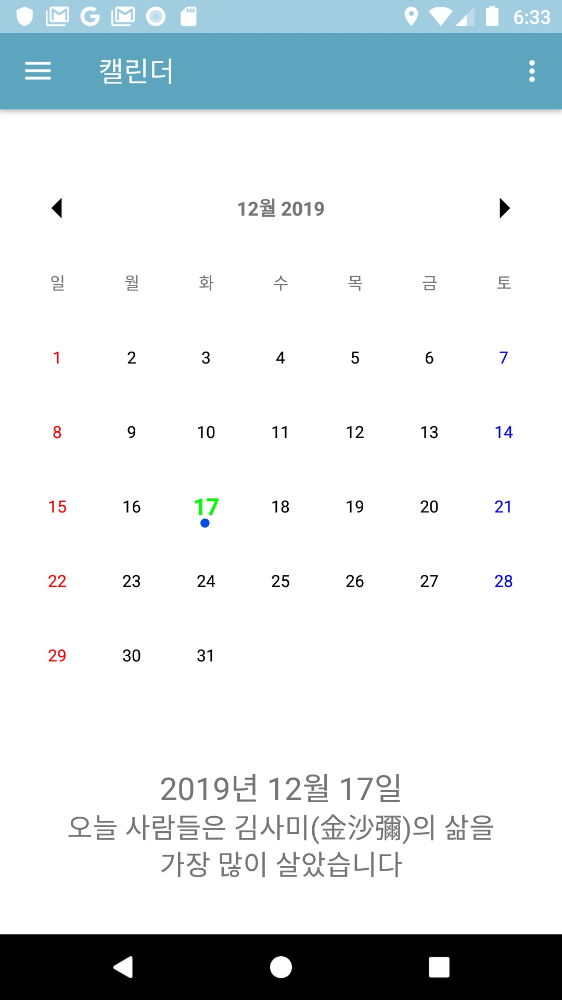 6:33
캘린더
12월 2019
일 월 화 수 목 금 토
1 2 3 4 5 6 7
8 9 10 11 12 13 14
15 16 17 18 19 20 21
22 23 24 25 26 27 28
29 30 31
2019년 12월 17일
오늘 사람들은 김사미(金沙彌)의 삶을
가장 많이 살았습니다